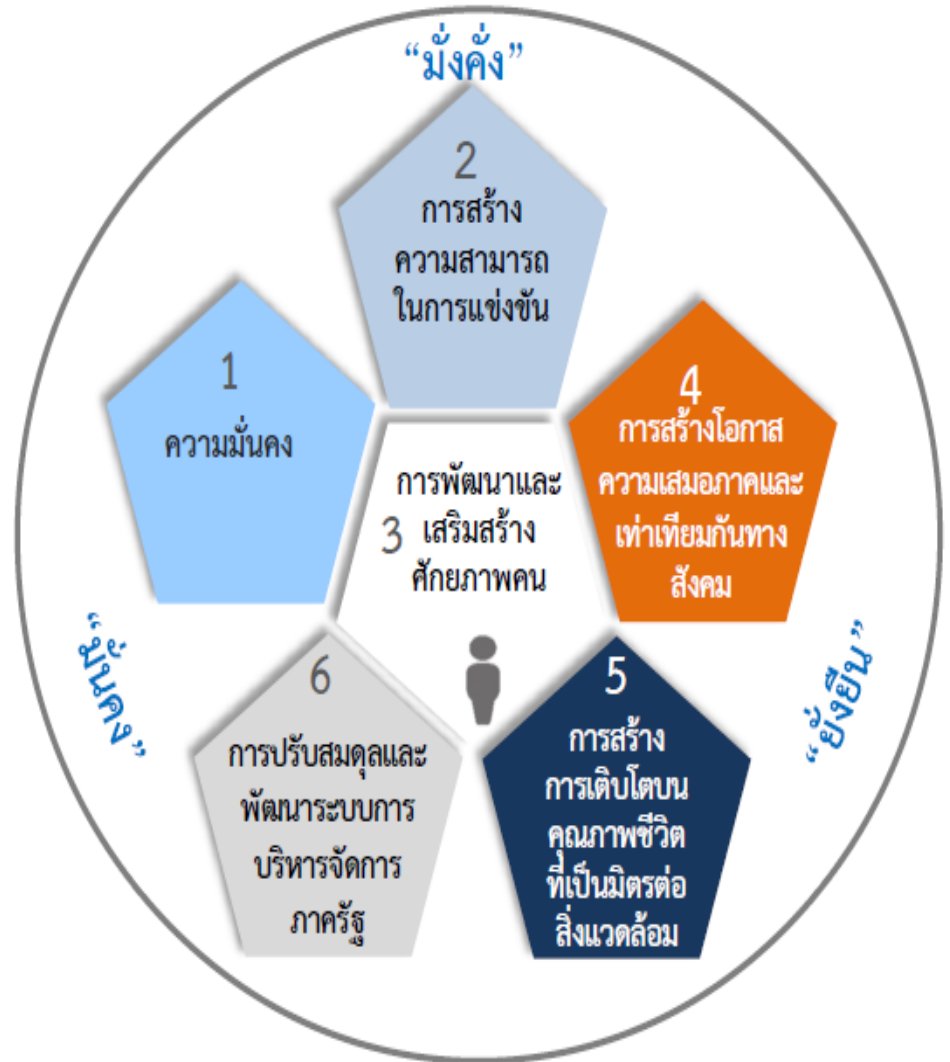 “มั่งคั่ง”
2
การสร้าง
ความสามารถ
ในการแข่งขัน
1
ความมั่นคง
4
การสร้างโอกาส
ความเสมอภาคและ
เท่าเทียมกันทาง
สังคม
การพัฒนาและ
3 เสริมสร้าง
ศักยภาพคน
“มั่นคง”
“ยั่งยืน”
6
การปรับสมดุลและ
พัฒนาระบบการ
บริหารจัดการ
ภาครัฐ
5
การสร้าง
การเติบโตบน
คุณภาพชีวิต
ที่เป็นมิตรต่อ
สิ่งแวดล้อม